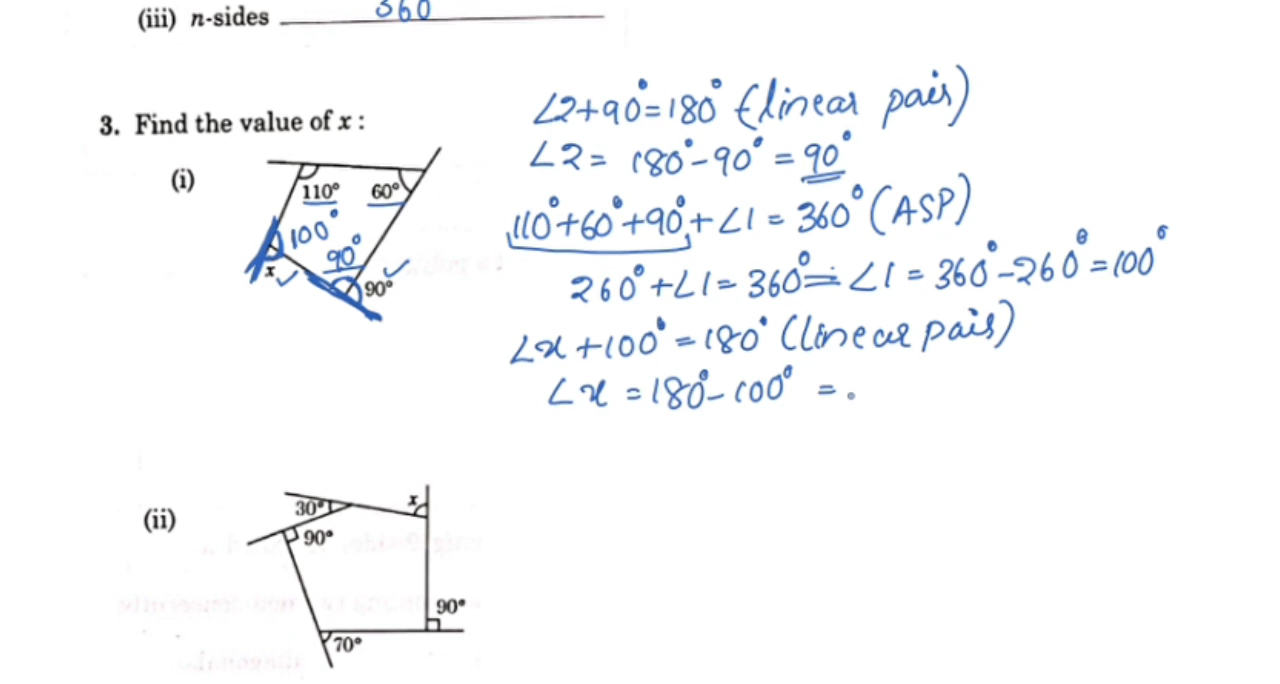 (iii) n-sides 360
3. Find the value of x :
(i)
110° 60°
100°
90°
x
90°
∠2+90°=180° (linear pair)
∠2= 180°-90° = 90°
110°+60°+90°+∠1 = 360° (ASP)
260°+∠1= 360° = ∠1 = 360°-260°=100°
∠x+100°=180° (linear pair)
∠x =180°-100° = .
(ii)
30° x
90°
90°
70°